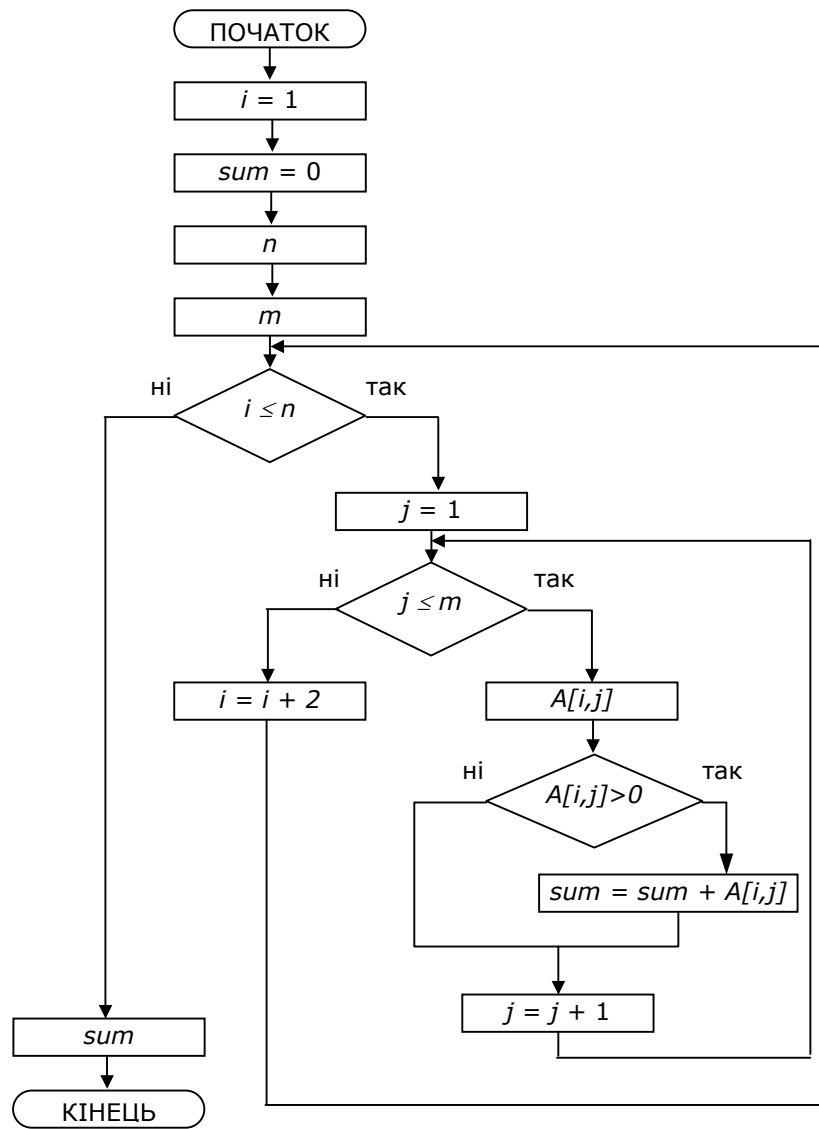 ПОЧАТОК
i = 1
sum = 0
n
m
ні
так
i ≤ n
j = 1
ні
так
j ≤ m
i = i + 2
A[i,j]
ні
так
A[i,j]>0
sum = sum + A[i,j]
j = j + 1
sum
КІНЕЦЬ